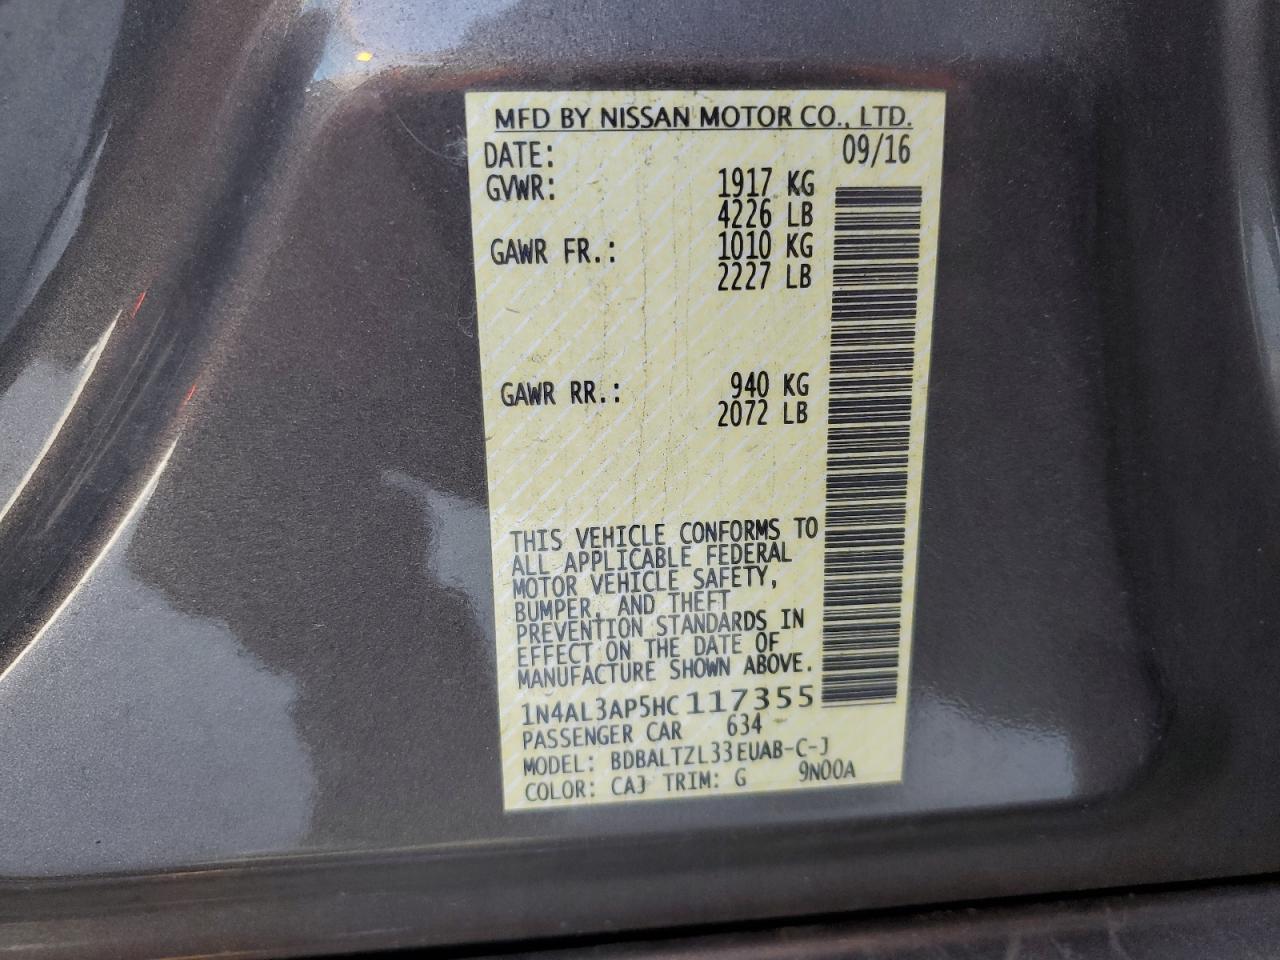 MFD BY NISSAN MOTOR CO., LTD.
DATE: 09/16
GVWR: 1917 KG
4226 LB
GAWR FR.: 1010 KG
2227 LB
GAWR RR.: 940 KG
2072 LB
THIS VEHICLE CONFORMS TO
ALL APPLICABLE FEDERAL
MOTOR VEHICLE SAFETY,
BUMPER, AND THEFT
PREVENTION STANDARDS IN
EFFECT ON THE DATE OF
MANUFACTURE SHOWN ABOVE.
1N4AL3AP5HC117355
PASSENGER CAR 634
MODEL: BDBALTZL33EUAB-C-J
COLOR: CAJ TRIM: G 9N00A